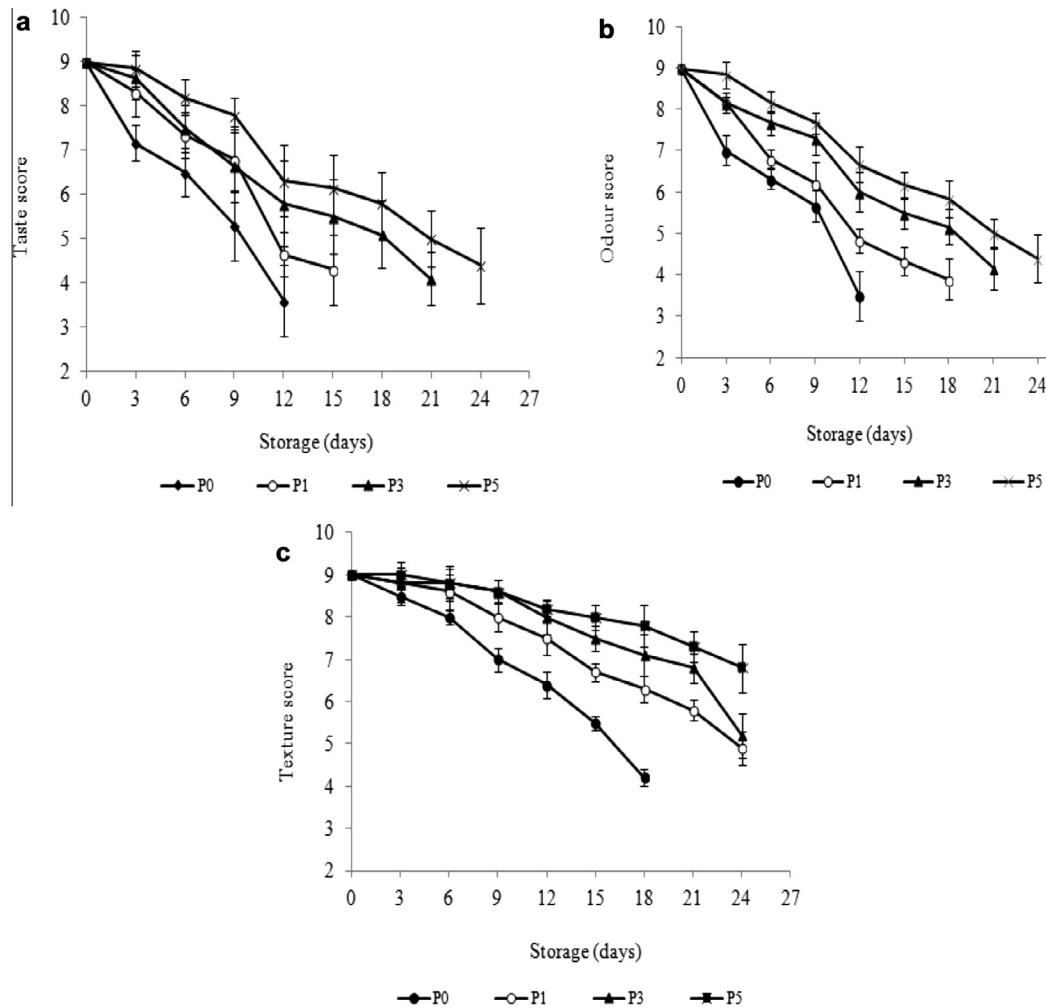 a
10
9
8
7
6
5
4
3
2
Taste score
0 3 6 9 12 15 18 21 24 27
Storage (days)
P0 P1 P3 P5
b
10
9
8
7
6
5
4
3
2
Odour score
0 3 6 9 12 15 18 21 24
Storage (days)
P0 P1 P3 P5
c
10
9
8
7
6
5
4
3
2
Texture score
0 3 6 9 12 15 18 21 24 27
Storage (days)
P0 P1 P3 P5